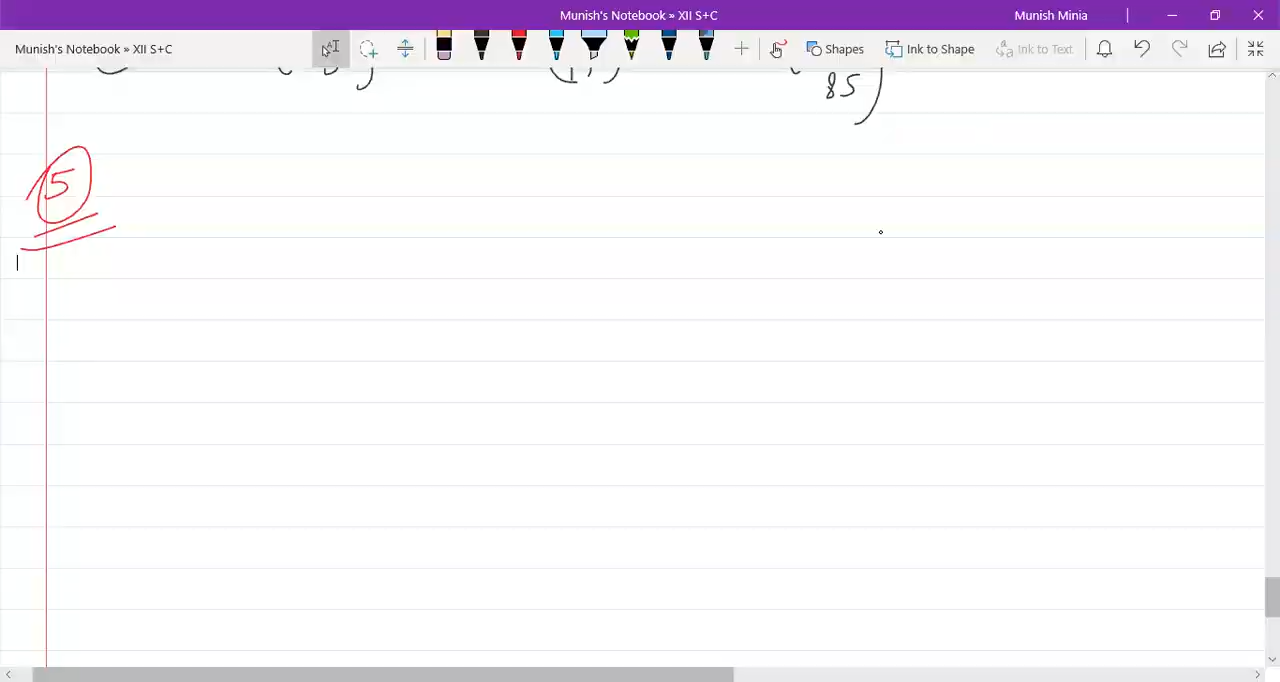 Munish's Notebook » XII S+C
Munish Minia
Munish's Notebook » XII S+C
Shapes
Ink to Shape
Ink to Text
85
5